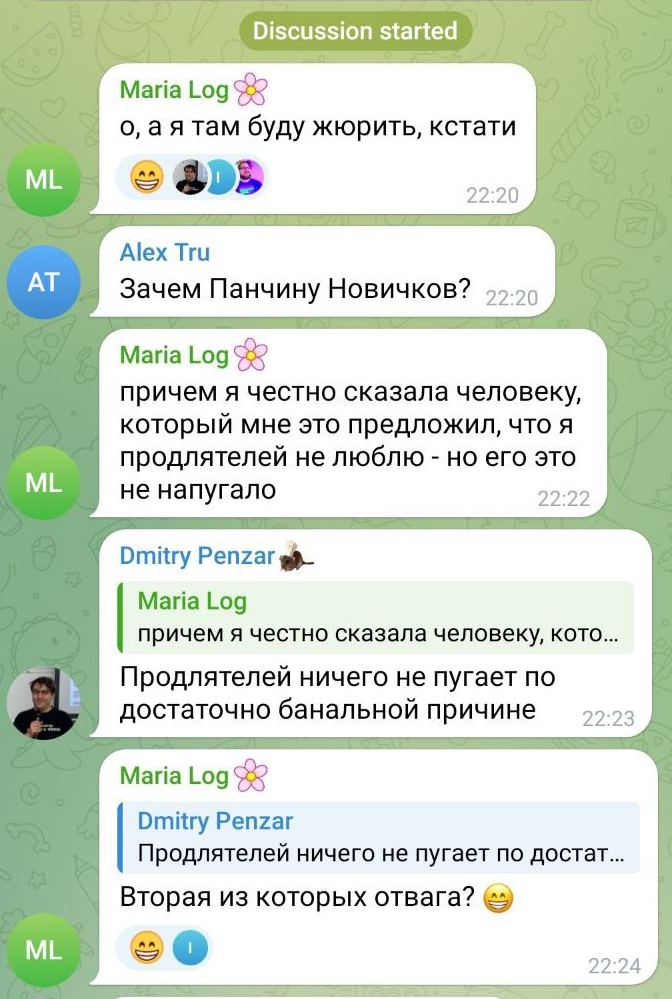 Discussion started
Maria Log
о, а я там буду жюрить, кстати
22:20
ML
Alex Tru
Зачем Панчину Новичков?
22:20
AT
Maria Log
причем я честно сказала человеку,
который мне это предложил, что я
продлятелей не люблю - но его это
не напугало
22:22
ML
Dmitry Penzar
Maria Log
причем я честно сказала человеку, кото...
Продлятелей ничего не пугает по
достаточно банальной причине
22:23
Maria Log
Dmitry Penzar
Продлятелей ничего не пугает по достат...
Вторая из которых отвага?
22:24
ML